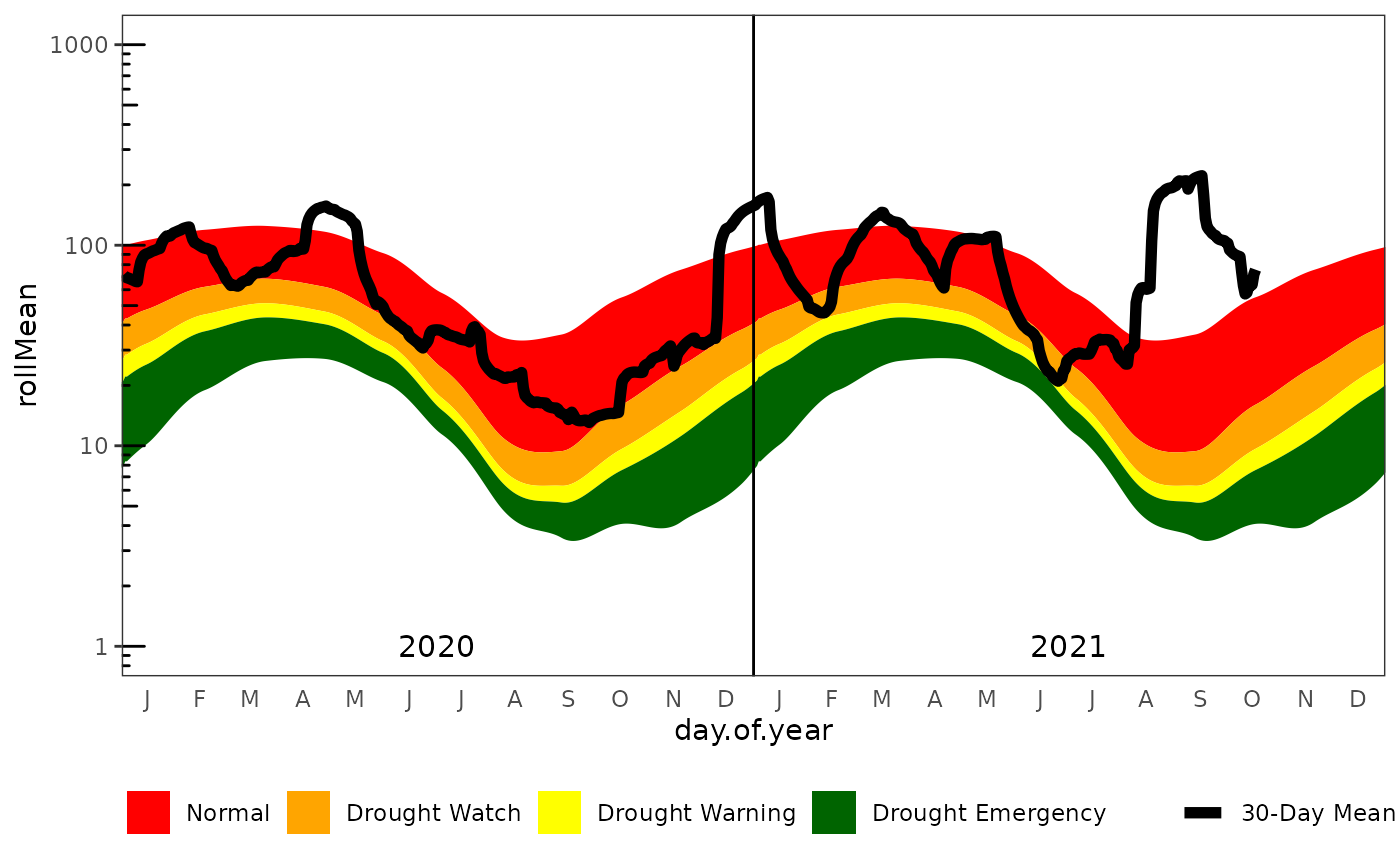 1000
100
10
1
rollMean
2020 2021
J F M A M J J A S O N D J F M A M J J A S O N D
day.of.year
Normal Drought Watch Drought Warning Drought Emergency 30-Day Mean